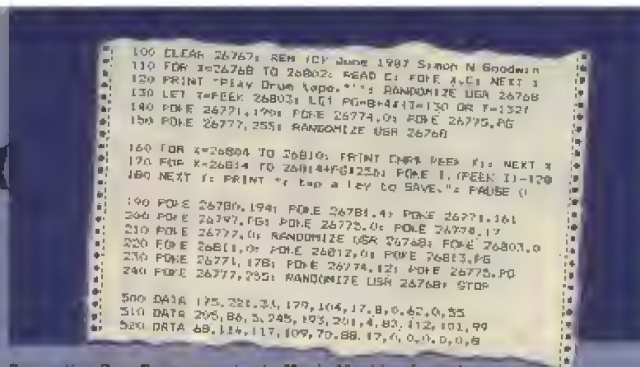 100 CLEAR 26767: REM (C) June 1987 Simon N Goodwin
110 FOR X=26768 TO 26802: READ C: POKE X,C: NEXT X
120 PRINT "Play Drum tape."'': RANDOMIZE USR 26768
130 LET T=PEEK 26803: LET PG=8+4*(T=130 OR T=132)
140 POKE 26771,179: POKE 26774,0: POKE 26775,PG
150 POKE 26777,255: RANDOMIZE USR 26768
160 FOR X=26804 TO 26810: PRINT CHR$ PEEK X;: NEXT X
170 FOR X=26814 TO 26814+PG*256: POKE X,(PEEK X)-128
180 NEXT X: PRINT "; tap a key to SAVE.": PAUSE 0
190 POKE 26780,194: POKE 26781,4: POKE 26771,161
200 POKE 26797,PG: POKE 26775,0: POKE 26774,17
210 POKE 26777,0: RANDOMIZE USR 26768: POKE 26803,0
220 POKE 26811,0: POKE 26812,0: POKE 26813,PG
230 POKE 26771,178: POKE 26774,12: POKE 26775,PG
240 POKE 26777,255: RANDOMIZE USR 26768: STOP
500 DATA 175,221,33,179,104,17,8,0,62,0,55
510 DATA 205,86,5,245,193,201,4,83,112,101,99
520 DATA 68,114,117,109,70,88,17,6,0,0,0,0,8